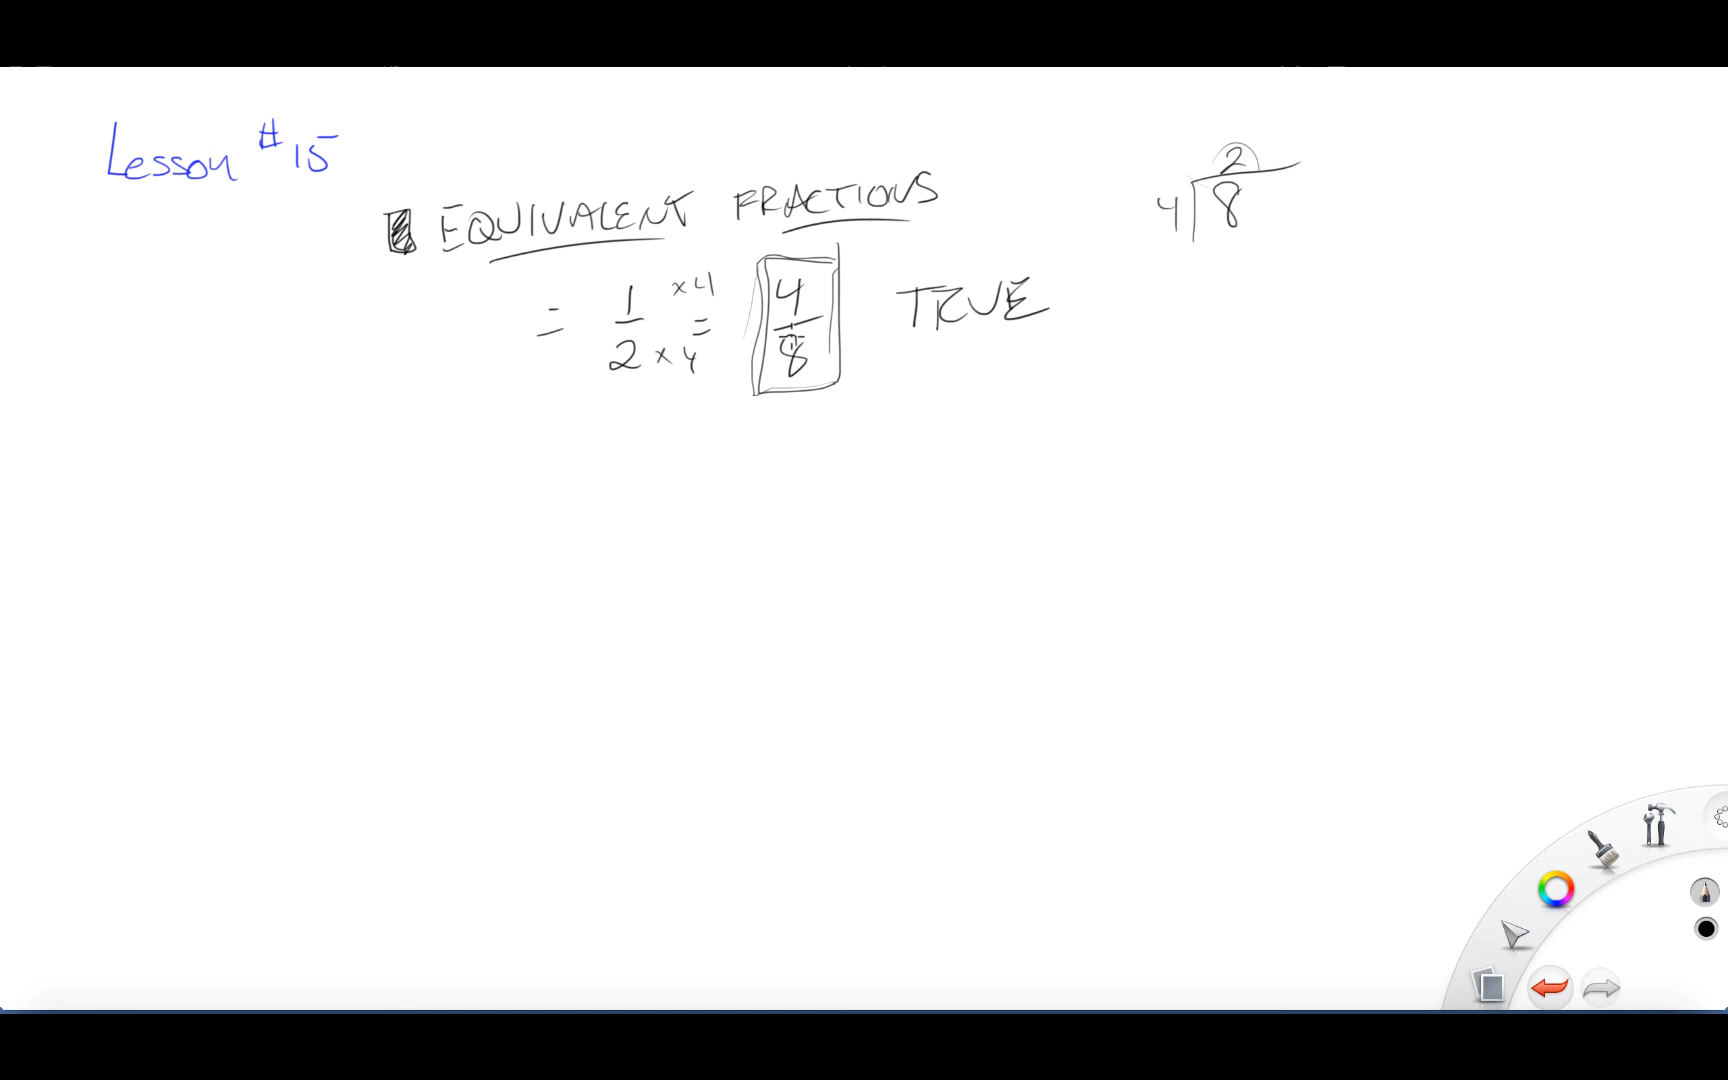 Lesson #15
EQUIVALENT FRACTIONS
2
4 8
= 1 ×4 4 TRUE
=
2 ×4 8